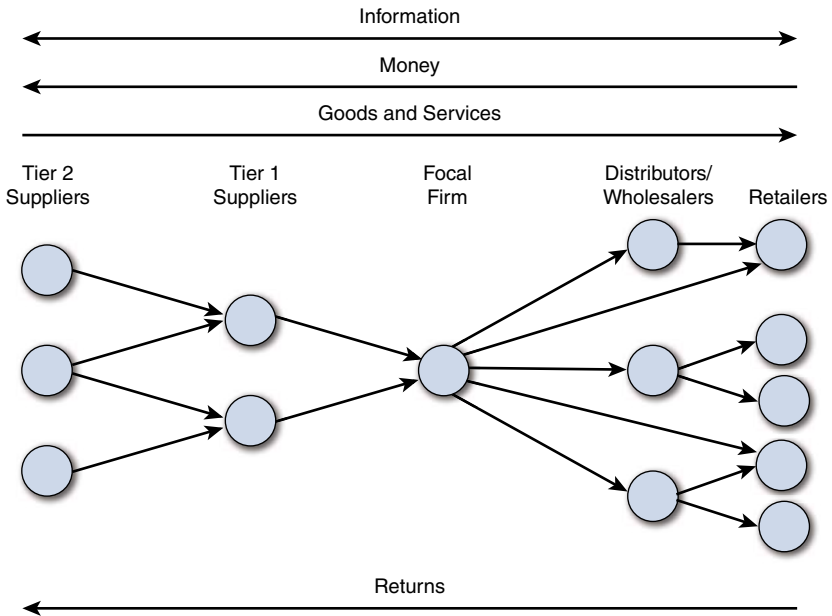 Information
Money
Goods and Services
Tier 2
Suppliers
Tier 1
Suppliers
Focal
Firm
Distributors/
Wholesalers
Retailers
Returns